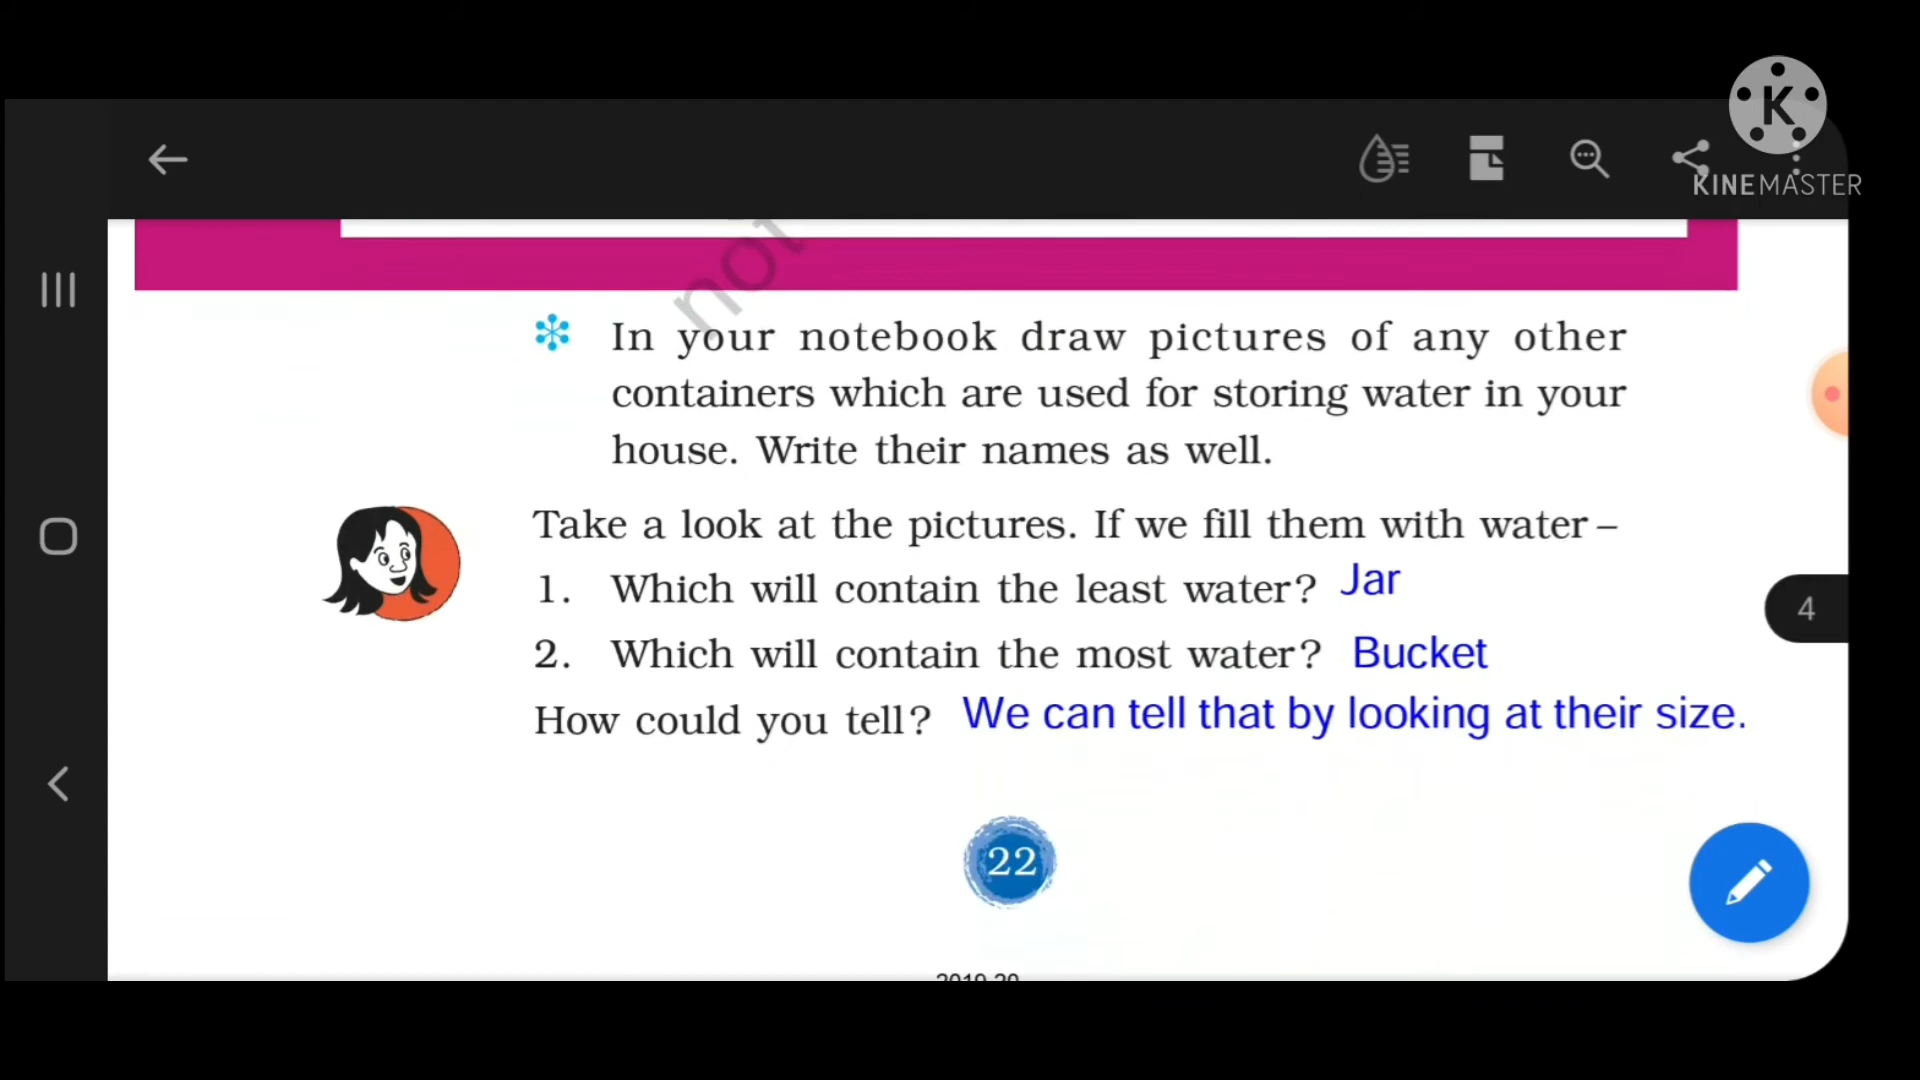 KINEMASTER
not
In your notebook draw pictures of any other
containers which are used for storing water in your
house. Write their names as well.
Take a look at the pictures. If we fill them with water –
1. Which will contain the least water? Jar
4
2. Which will contain the most water? Bucket
How could you tell? We can tell that by looking at their size.
22
2019-20